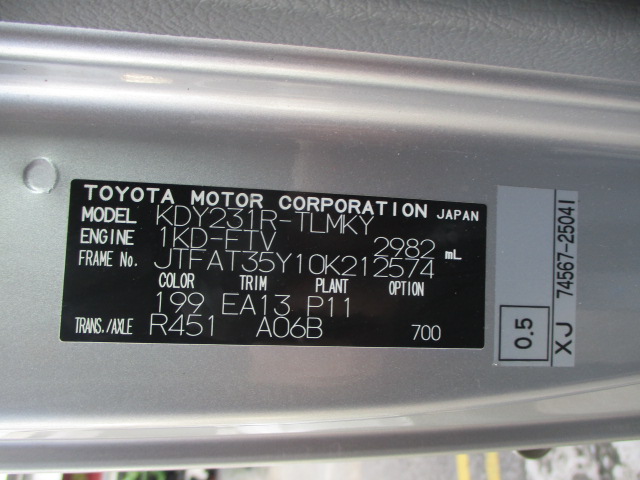 TOYOTA MOTOR CORPORATION JAPAN
MODEL KDY231R-TLMKY
ENGINE 1KD-FTV 2982 mL
FRAME No. JTFAT35Y10K212574
COLOR TRIM PLANT OPTION
199 EA13 P11
TRANS./AXLE R451 A06B 700
74567-25041
0.5 XJ